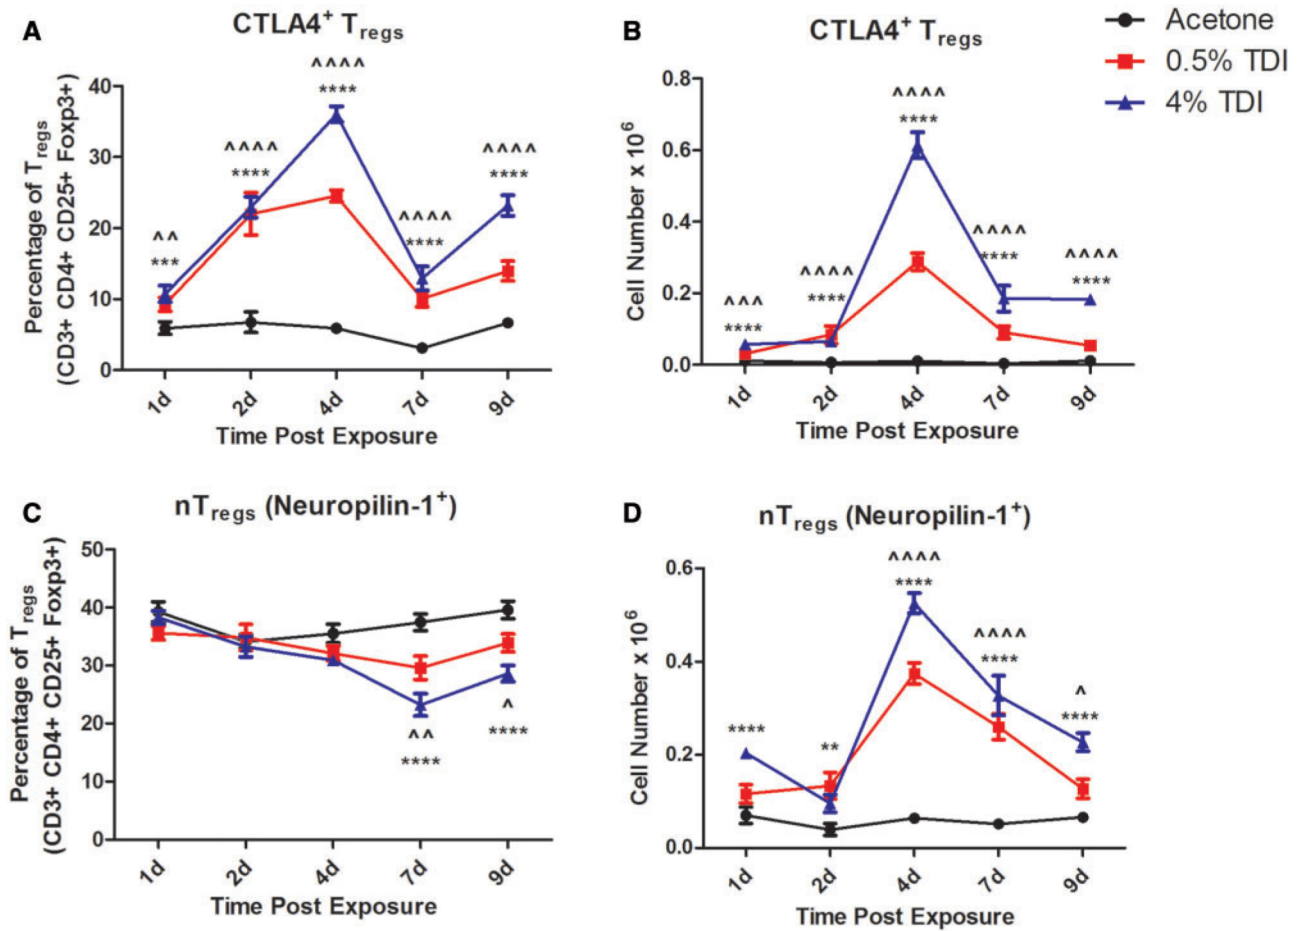 A
CTLA4⁺ Tregs
Percentage of Tregs
(CD3+ CD4+ CD25+ Foxp3+)
40
30
20
10
0
^^
***
^^^^
****
^^^^
****
^^^^
****
^^^^
****
1d
2d
4d
7d
9d
Time Post Exposure
B
CTLA4⁺ Tregs
Cell Number x 10⁶
0.8
0.6
0.4
0.2
0.0
^^^
****
^^^^
****
^^^^
****
^^^^
****
^^^^
****
1d
2d
4d
7d
9d
Time Post Exposure
Acetone
0.5% TDI
4% TDI
C
nTregs (Neuropilin-1⁺)
Percentage of Tregs
(CD3+ CD4+ CD25+ Foxp3+)
50
40
30
20
10
0
^^
****
^
****
1d
2d
4d
7d
9d
Time Post Exposure
D
nTregs (Neuropilin-1⁺)
Cell Number x 10⁶
0.6
0.4
0.2
0.0
****
**
^^^^
****
^^^^
****
^
****
1d
2d
4d
7d
9d
Time Post Exposure